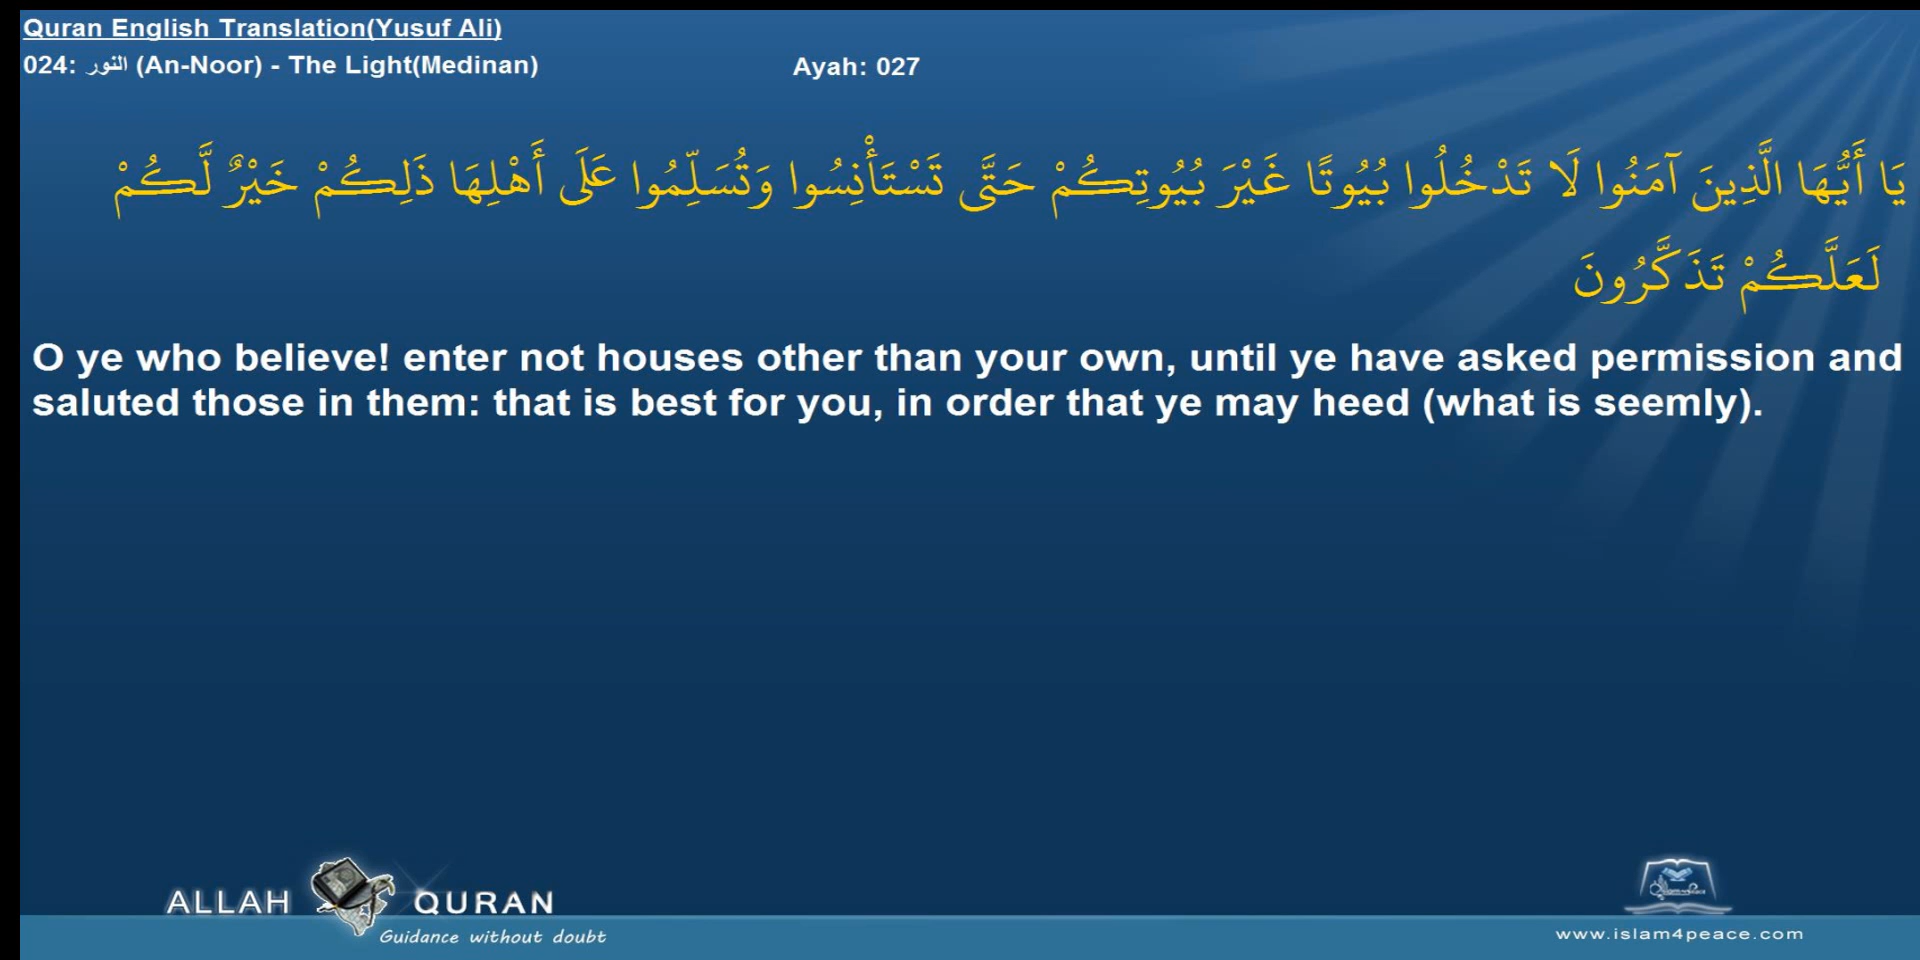 Quran English Translation(Yusuf Ali)
024: النور (An-Noor) - The Light(Medinan) Ayah: 027
يَا أَيُّهَا الَّذِينَ آمَنُوا لَا تَدْخُلُوا بُيُوتًا غَيْرَ بُيُوتِكُمْ حَتَّى تَسْتَأْنِسُوا وَتُسَلِّمُوا عَلَى أَهْلِهَا ذَلِكُمْ خَيْرٌ لَّكُمْ
لَعَلَّكُمْ تَذَكَّرُونَ
O ye who believe! enter not houses other than your own, until ye have asked permission and
saluted those in them: that is best for you, in order that ye may heed (what is seemly).
ALLAH QURAN
Guidance without doubt
www.islam4peace.com